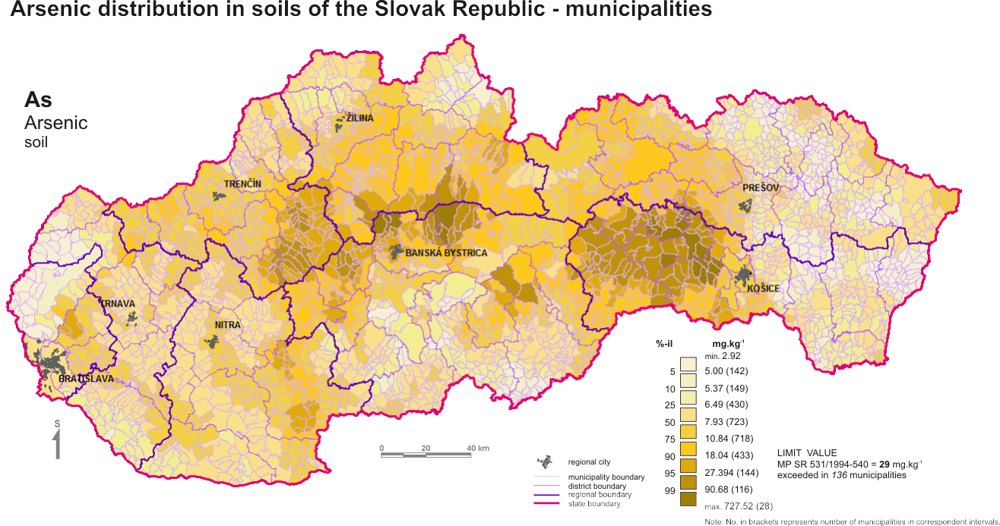 Arsenic distribution in soils of the Slovak Republic - municipalities
As
Arsenic
soil
ŽILINA
TRENČÍN
PREŠOV
BANSKÁ BYSTRICA
KOŠICE
TRNAVA
NITRA
BRATISLAVA
S
0 20 40 km
regional city
municipality boundary
district boundary
regional boundary
state boundary
%-il mg.kg-1
min. 2.92
5 5.00 (142)
10 5.37 (149)
25 6.49 (430)
50 7.93 (723)
75 10.84 (718)
90 18.04 (433)
95 27.394 (144)
99 90.68 (116)
max. 727.52 (28)
LIMIT VALUE
MP SR 531/1994-540 = 29 mg.kg-1
exceeded in 136 municipalities
Note: No. in brackets represents number of municipalities in correspondent intervals.